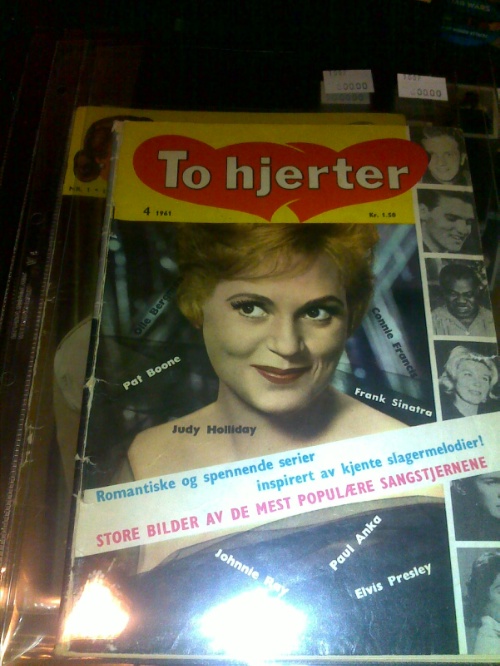 To hjerter
4 1961
Kr. 1.50
Pat Boone
Connie Francis
Frank Sinatra
Judy Holliday
Romantiske og spennende serier
inspirert av kjente slagermelodier!
STORE BILDER AV DE MEST POPULÆRE SANGSTJERNENE
Johnnie Ray
Paul Anka
Elvis Presley